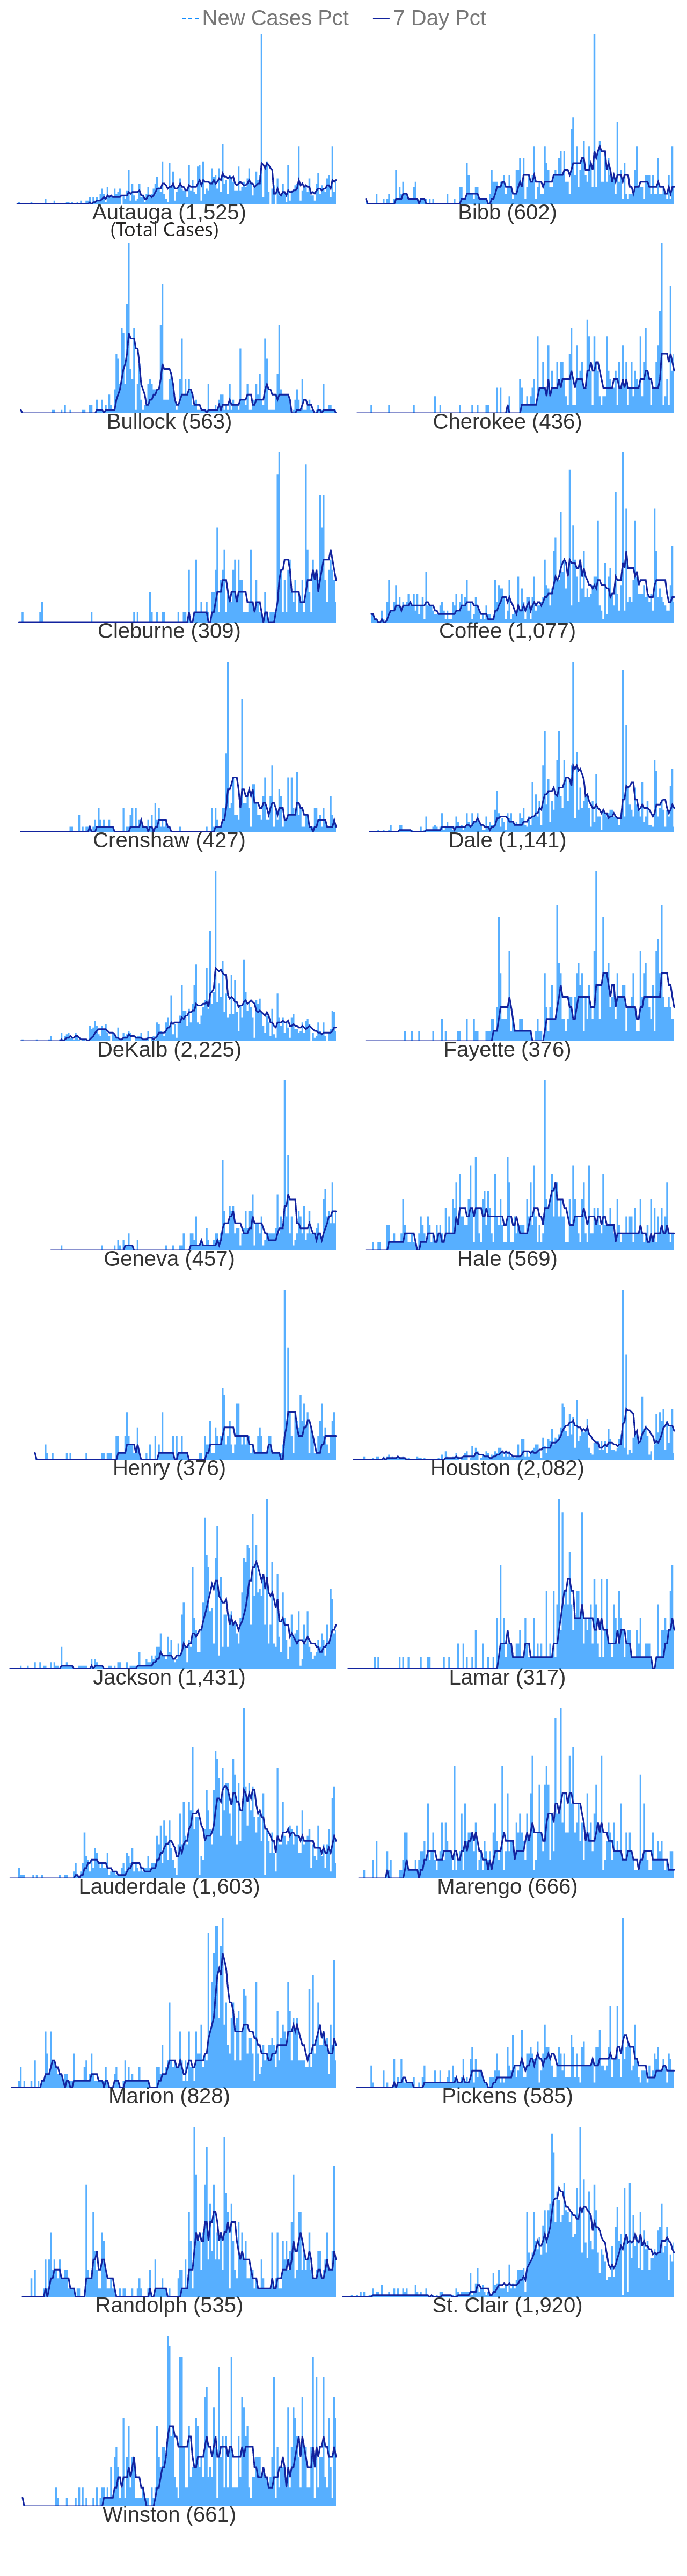 New Cases Pct 7 Day Pct
Autauga (1,525) Bibb (602)
(Total Cases)
Bullock (563) Cherokee (436)
Cleburne (309) Coffee (1,077)
Crenshaw (427) Dale (1,141)
DeKalb (2,225) Fayette (376)
Geneva (457) Hale (569)
Henry (376) Houston (2,082)
Jackson (1,431) Lamar (317)
Lauderdale (1,603) Marengo (666)
Marion (828) Pickens (585)
Randolph (535) St. Clair (1,920)
Winston (661)